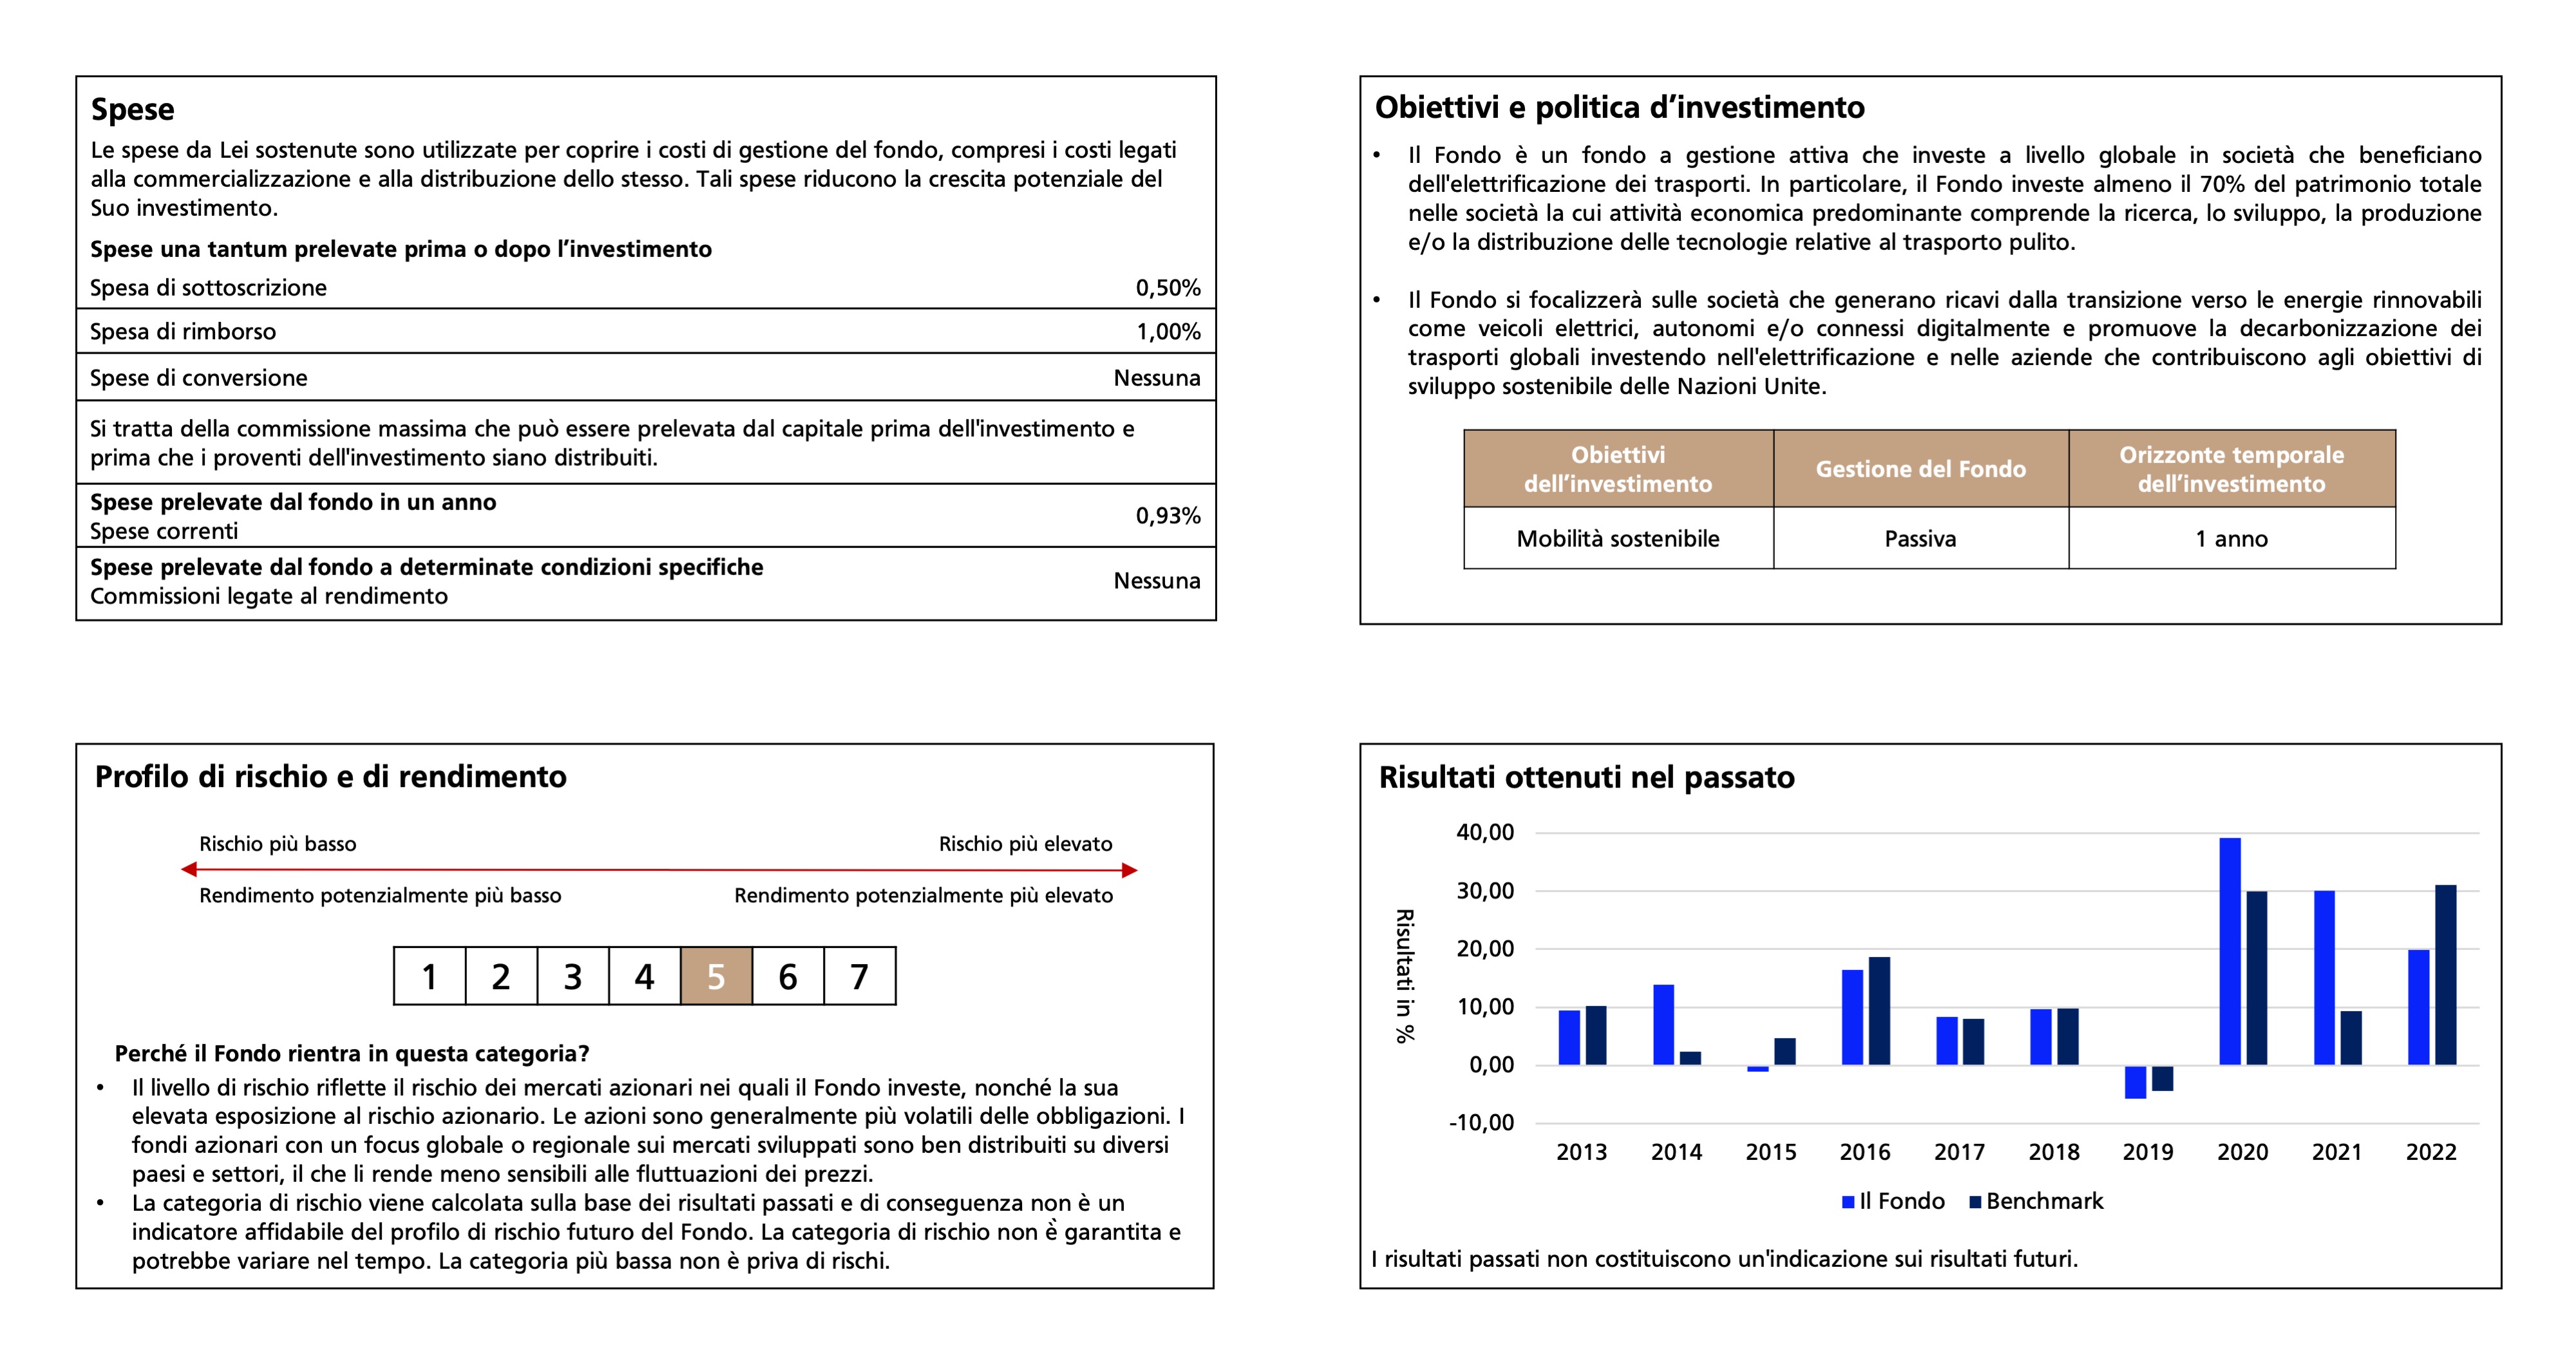 Spese
Le spese da Lei sostenute sono utilizzate per coprire i costi di gestione del fondo, compresi i costi legati
alla commercializzazione e alla distribuzione dello stesso. Tali spese riducono la crescita potenziale del
Suo investimento.
Spese una tantum prelevate prima o dopo l’investimento
Spesa di sottoscrizione 0,50%
Spesa di rimborso 1,00%
Spese di conversione Nessuna
Si tratta della commissione massima che può essere prelevata dal capitale prima dell'investimento e
prima che i proventi dell'investimento siano distribuiti.
Spese prelevate dal fondo in un anno
Spese correnti 0,93%
Spese prelevate dal fondo a determinate condizioni specifiche
Commissioni legate al rendimento Nessuna
Obiettivi e politica d’investimento
• Il Fondo è un fondo a gestione attiva che investe a livello globale in società che beneficiano
dell'elettrificazione dei trasporti. In particolare, il Fondo investe almeno il 70% del patrimonio totale
nelle società la cui attività economica predominante comprende la ricerca, lo sviluppo, la produzione
e/o la distribuzione delle tecnologie relative al trasporto pulito.
• Il Fondo si focalizzerà sulle società che generano ricavi dalla transizione verso le energie rinnovabili
come veicoli elettrici, autonomi e/o connessi digitalmente e promuove la decarbonizzazione dei
trasporti globali investendo nell'elettrificazione e nelle aziende che contribuiscono agli obiettivi di
sviluppo sostenibile delle Nazioni Unite.
Obiettivi
dell’investimento
Gestione del Fondo
Orizzonte temporale
dell’investimento
Mobilità sostenibile Passiva 1 anno
Profilo di rischio e di rendimento
Rischio più basso Rischio più elevato
Rendimento potenzialmente più basso Rendimento potenzialmente più elevato
1 2 3 4 5 6 7
Perché il Fondo rientra in questa categoria?
• Il livello di rischio riflette il rischio dei mercati azionari nei quali il Fondo investe, nonché la sua
elevata esposizione al rischio azionario. Le azioni sono generalmente più volatili delle obbligazioni. I
fondi azionari con un focus globale o regionale sui mercati sviluppati sono ben distribuiti su diversi
paesi e settori, il che li rende meno sensibili alle fluttuazioni dei prezzi.
• La categoria di rischio viene calcolata sulla base dei risultati passati e di conseguenza non è un
indicatore affidabile del profilo di rischio futuro del Fondo. La categoria di rischio non è garantita e
potrebbe variare nel tempo. La categoria più bassa non è priva di rischi.
Risultati ottenuti nel passato
Risultati in %
40,00
30,00
20,00
10,00
0,00
-10,00
2013 2014 2015 2016 2017 2018 2019 2020 2021 2022
Il Fondo Benchmark
I risultati passati non costituiscono un'indicazione sui risultati futuri.